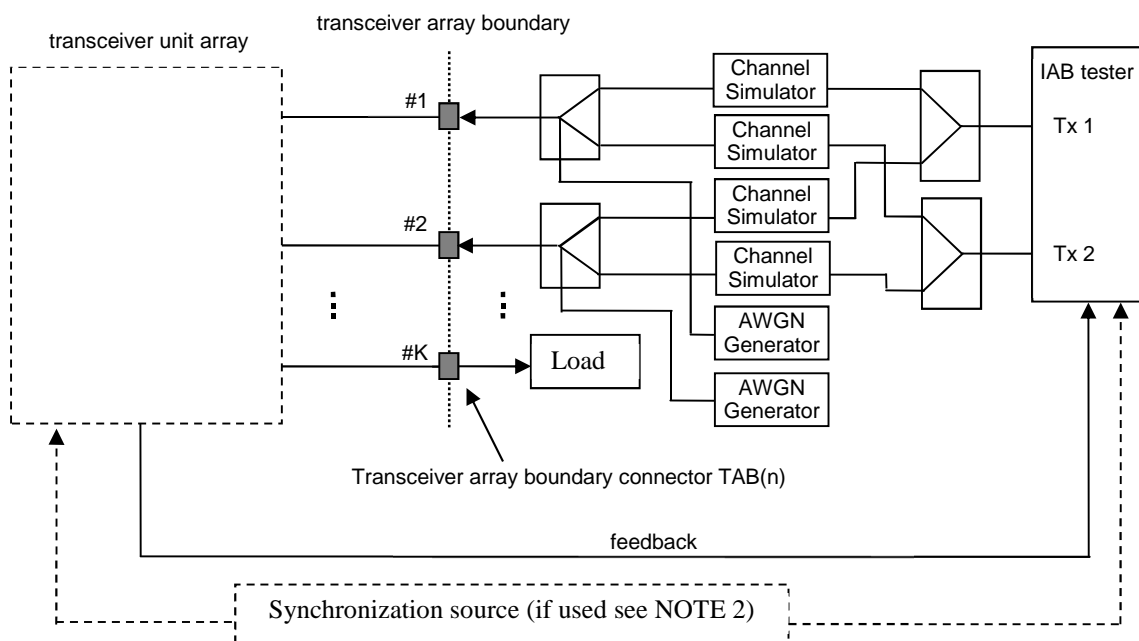 transceiver array boundary
transceiver unit array
IAB tester
Channel
Simulator
#1
Tx 1
Channel
Simulator
Channel
Simulator
#2
Tx 2
Channel
Simulator
AWGN
Generator
#K
Load
AWGN
Generator
Transceiver array boundary connector TAB(n)
feedback
Synchronization source (if used see NOTE 2)